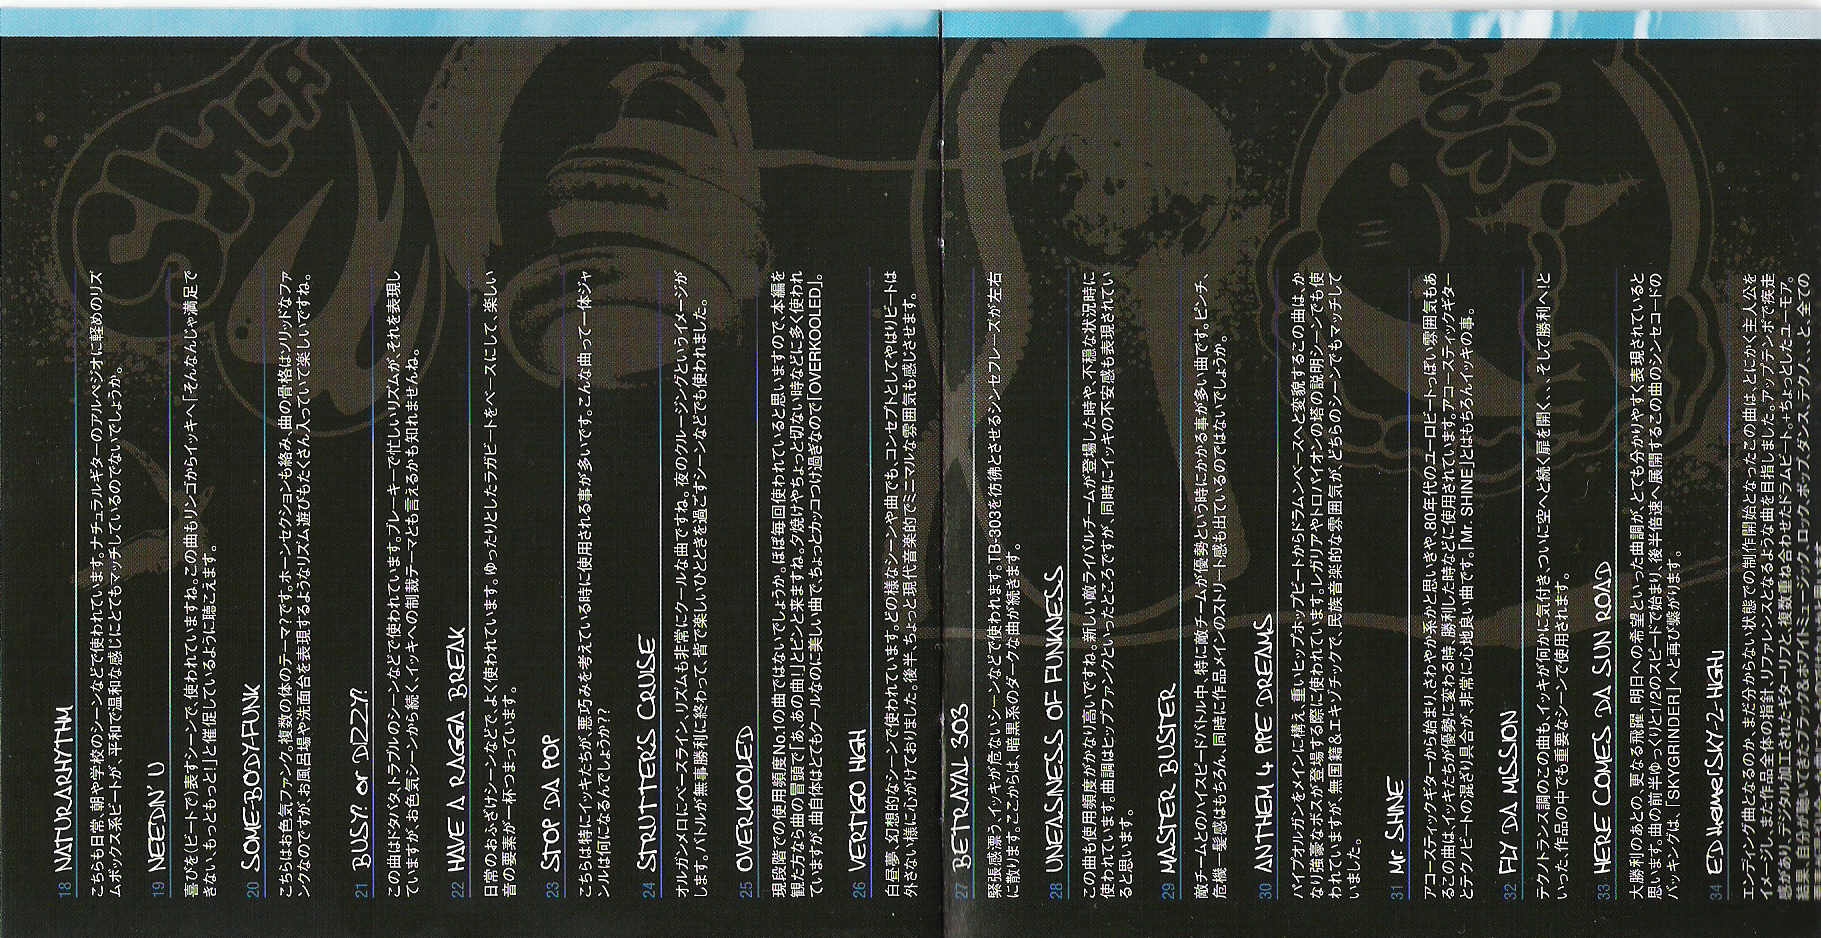 SIMCA
18 NATURARHYTHM
こちらも日常、朝や学校のシーンなどで使われています。ナチュラルギターのアルペジオに軽めのリズ
ムボックス系ビートが、平和で温和な感じにとてもマッチしているのでないでしょうか。
19 NEEDIN' U
喜びを(ビートで)表すシーンで、使われていますね。この曲もリンゴからイッキへ「そんなんじゃ満足で
きない、もっともっと!」と催促しているように聴こえます。
20 SOME-BODY-FUNK
こちらはお色気ファンク。複数の体のテーマ?です。ホーンセクションも絡み、曲の骨格はソリッドなファ
ンクなのですが、お風呂場や洗面台を表現するようなリズム遊びもたくさん入っていて楽しいですね。
21 BUSY? or DIZZY?
この曲はドタバタ、トラブルのシーンなどで使われています。ブレーキーで忙しいリズムが、それを表現し
ていますが、お色気シーンから続く、イッキへの制裁テーマとも言えるかも知れませんね。
22 HAVE A RAGGA BREAK
日常のおふざけシーンなどで、よく使われています。ゆったりとしたラガビートをベースにして、楽しい
音の要素が一杯つまっています。
23 STOP DA POP
こちらは特にイッキたちが、悪巧みを考えている時に使用される事が多いです。こんな曲って一体ジャ
ンルは何になるんでしょうか??
24 STRUTTER'S CRUISE
オルガンメロにベースライン、リズムも非常にクールな曲ですね。夜のクルージングというイメージが
します。バトルが無事勝利に終わって、皆で楽しいひとときを過ごすシーンなどでも使われました。
25 OVERKOOLED
現段階での使用頻度No.1の曲ではないでしょうか、ほぼ毎回使われていると思いますので、本編を
観た方なら曲の冒頭で「あ、あの曲!」とピンと来ますね。夕焼けやちょっと切ない時などに多く使われ
ていますが、曲自体はとてもクールなのに美しい曲で、ちょっとカッコつけ過ぎなので「OVERKOOLED」。
26 VERTIGO HIGH
白昼夢、幻想的なシーンで使われています。どの様なシーンや曲でも、コンセプトとしてやはりビートは
外さない様に心がけておりました。後半、ちょっと現代音楽的でミニマルな雰囲気も感じさせます。
27 BETRAYAL 303
緊張感漂う、イッキが危ないシーンなどで使われます。TB-303を彷彿とさせるシンセフレーズが左右
に散ります。ここからは、暗黒系のダークな曲が続きます。
28 UNEASINESS OF FUNKNESS
この曲も使用頻度がかなり高いですね。新しい敵ライバルチームが登場した時や、不穏な状況時に
使われています。曲調はヒップファンクといったところですが、同時にイッキの不安感も表現されてい
ると思います。
29 MASTER BUSTER
敵チームとのハイスピードバトル中、特に敵チームが優勢という時にかかる事が多い曲です。ピンチ、
危機一髪感はもちろん、同時に作品メインのストリート感も出ているのではないでしょうか。
30 ANTHEM 4 PIPE DREAMS
パイプオルガンをメインに構え、重いヒップホップビートからドラムンベースへと変貌するこの曲は、か
なり強豪なボスが登場する際に使われています。レガリアやトロパイオンの塔の説明シーンでも使
われていますが、無国籍&エキゾチックで、民族音楽的な雰囲気が、どちらのシーンでもマッチして
いました。
31 Mr. SHINE
アコースティックギターから始まり、さわやか系かと思いきや、80年代のユーロビートっぽい雰囲気もあ
るこの曲は、イッキたちが優勢に変わる時、勝利した時などに使用されています。アコースティックギター
とテクノビートの混ざり具合が、非常に心地良い曲です。「Mr. SHINE」とはもちろんイッキの事。
32 FLY DA MISSION
テクノトランス調のこの曲も、イッキが何かに気付き、ついに空へと続く扉を開く、、、そして勝利へ!と
いった、作品の中でも重要なシーンで使用されます。
33 HERE COMES DA SUN ROAD
大勝利のあとの、更なる飛躍、明日への希望といった曲調が、とても分かりやすく表現されていると
思います。曲の前半ゆっくりと1/2のスピードで始まり、後半倍速へ展開するこの曲のシンセコードの
バッキングは、「SKYGRINDER」へと再び繋がります。
34 ED theme[SKY-2-HIGH]
エンディング曲となるのか、まだ分からない状態での制作開始となったこの曲は、とにかく主人公を
イメージし、また作品全体の指針、リファレンスとなるような曲を目指しました。アップテンポで疾走
感があり、デジタル加工されたギターリフと、複数重ね合わせたドラムビート、+ちょっとしたユーモア。
結果、自分が聴いてきたブラック&ホワイトミュージック、ロック、ポップ、ダンス、テクノ、、、と、全ての